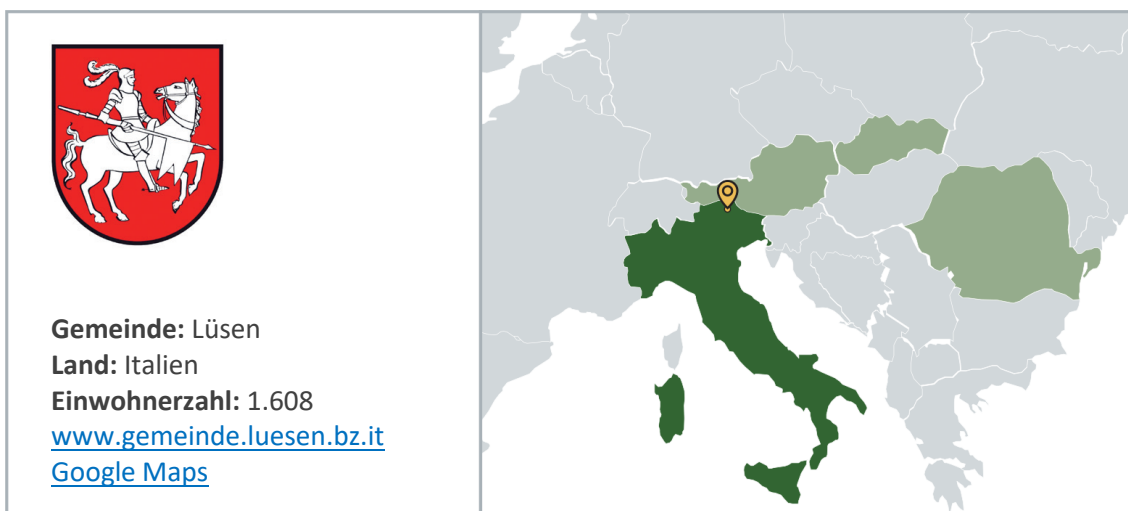 Gemeinde: Lüsen
Land: Italien
Einwohnerzahl: 1.608
www.gemeinde.luesen.bz.it
Google Maps